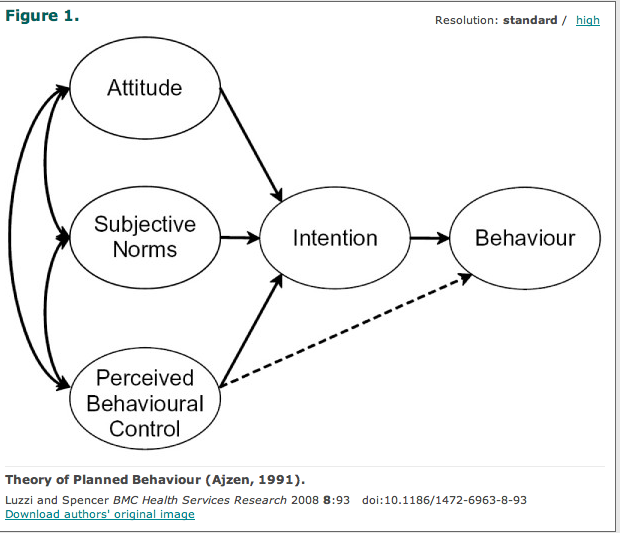 Figure 1.
Resolution: standard / high
Attitude
Subjective
Norms
Intention
Behaviour
Perceived
Behavioural
Control
Theory of Planned Behaviour (Ajzen, 1991).
Luzzi and Spencer BMC Health Services Research 2008 8:93 doi:10.1186/1472-6963-8-93
Download authors' original image